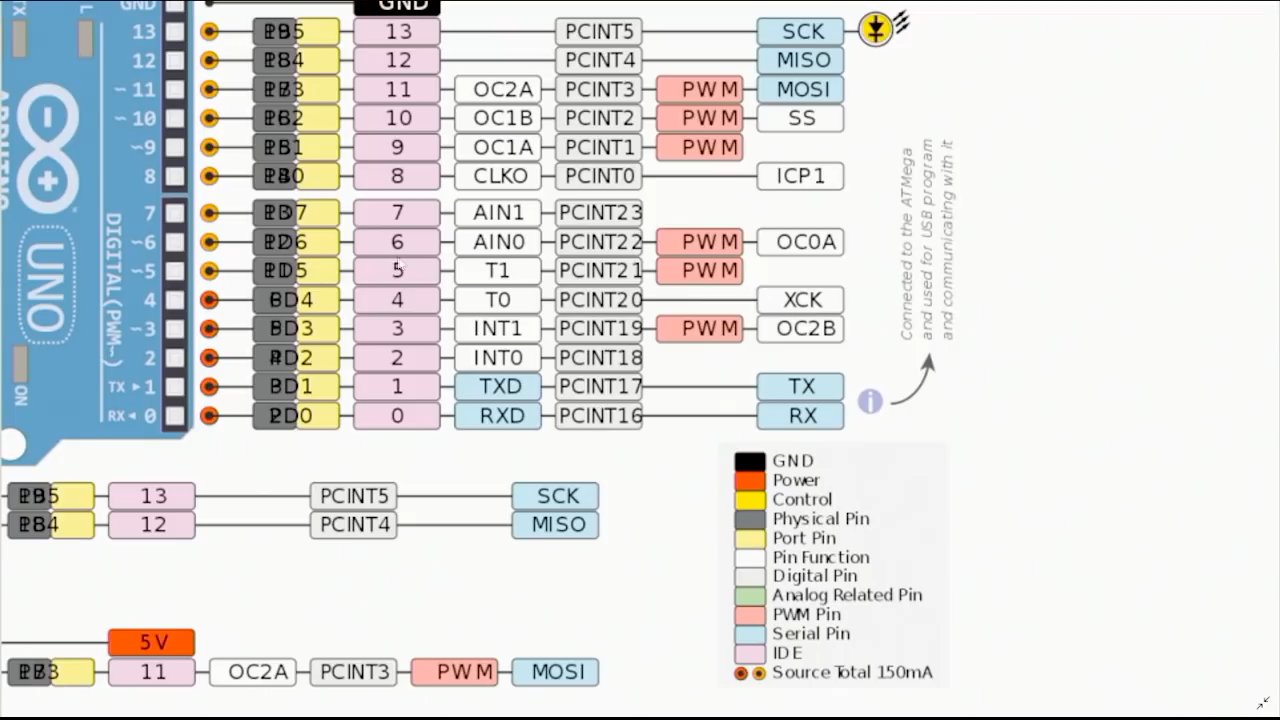 GND
GND
13 13 PCINT5 SCK
12 12 PCINT4 MISO
~ 11 11 OC2A PCINT3 PWM MOSI
~ 10 10 OC1B PCINT2 PWM SS
~9 9 OC1A PCINT1 PWM
8 8 CLKO PCINT0 ICP1
7 7 AIN1 PCINT23
~6 6 AIN0 PCINT22 PWM OC0A
~5 5 T1 PCINT21 PWM
4 4 T0 PCINT20 XCK
~3 3 INT1 PCINT19 PWM OC2B
2 2 INT0 PCINT18
TX ▸ 1 1 TXD PCINT17 TX
RX ◂ 0 0 RXD PCINT16 RX
UNO
DIGITAL(PWM~)
ON
Connected to the ATMega
and used for USB program
and communicating with it
i
13 PCINT5 SCK
12 PCINT4 MISO
5V
11 OC2A PCINT3 PWM MOSI
GND
Power
Control
Physical Pin
Port Pin
Pin Function
Digital Pin
Analog Related Pin
PWM Pin
Serial Pin
IDE
Source Total 150mA